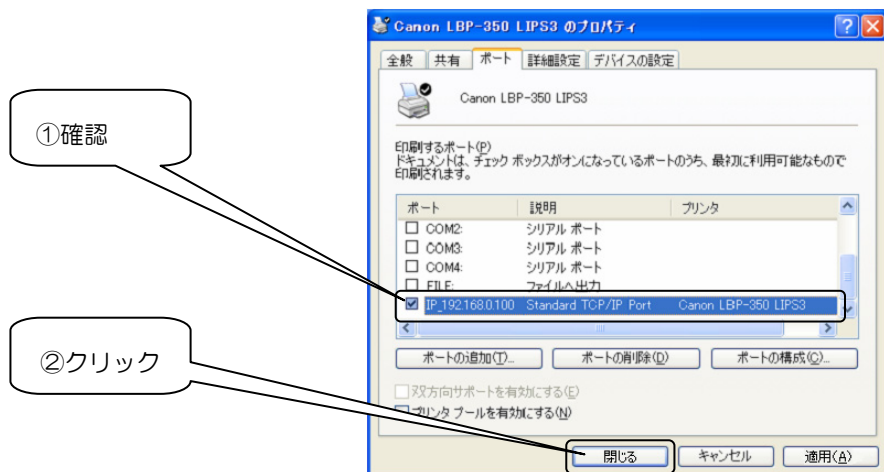 Canon LBP-350 LIPS3 のプロパティ
全般 共有 ポート 詳細設定 デバイスの設定
Canon LBP-350 LIPS3
①確認
印刷するポート(P)
ドキュメントは、チェック ボックスがオンになっているポートのうち、最初に利用可能なもので
印刷されます。
ポート 説明 プリンタ
COM2: シリアル ポート
COM3: シリアル ポート
COM4: シリアル ポート
FILE: ファイルへ出力
IP_192.168.0.100 Standard TCP/IP Port Canon LBP-350 LIPS3
②クリック
ポートの追加(T)... ポートの削除(D) ポートの構成(C)...
双方向サポートを有効にする(E)
プリンタ プールを有効にする(N)
閉じる キャンセル 適用(A)